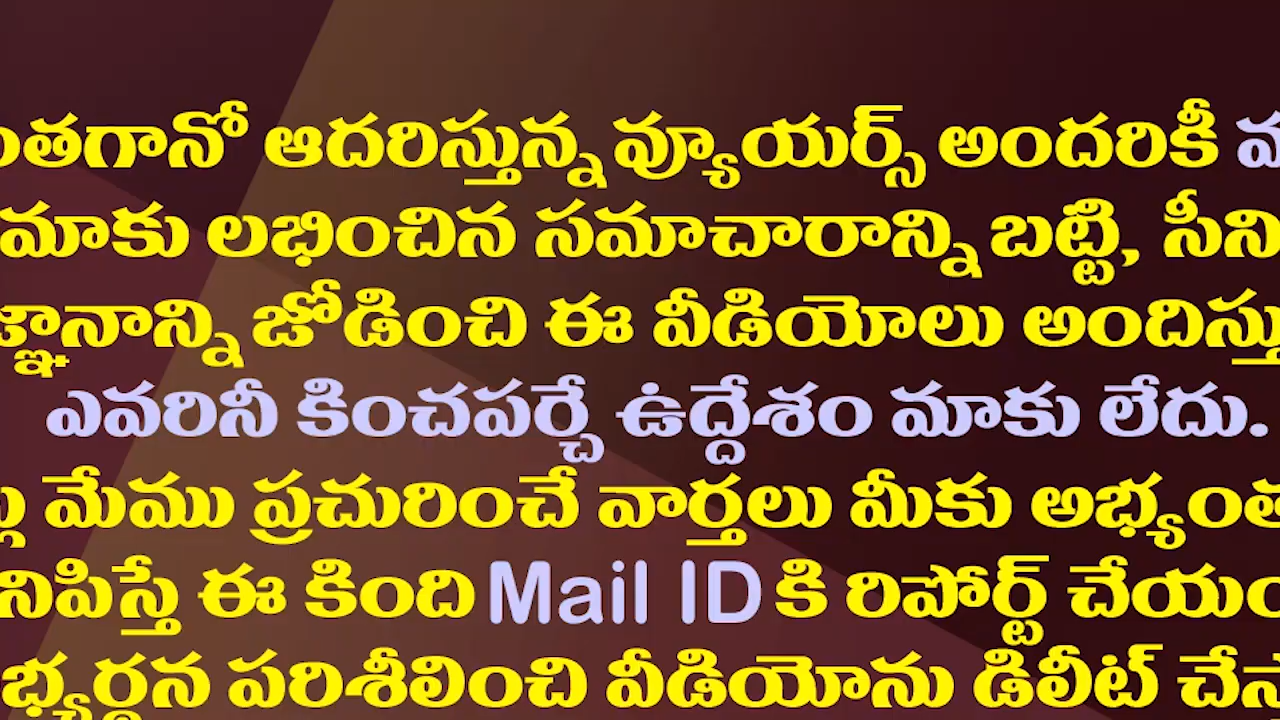 ంతగానో ఆదరిస్తున్న వ్యూయర్స్ అందరికీ
మాకు లభించిన సమాచారాన్ని బట్టి, సీని
జ్ఞానాన్ని జోడించి ఈ వీడియోలు అందిస్తు
ఎవరినీ కించపర్చే ఉద్దేశం మాకు లేదు.
మేము ప్రచురించే వార్తలు మీకు అభ్యంత
నిపిస్తే ఈ కింది Mail ID కి రిపోర్ట్ చేయం
భ్యర్థన పరిశీలించి వీడియోను డిలీట్ చేస